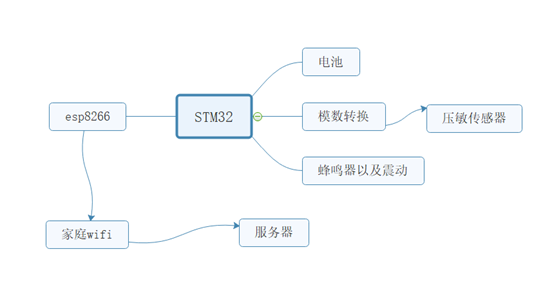 电池
esp8266
STM32
模数转换
压敏传感器
蜂鸣器以及震动
家庭wifi
服务器